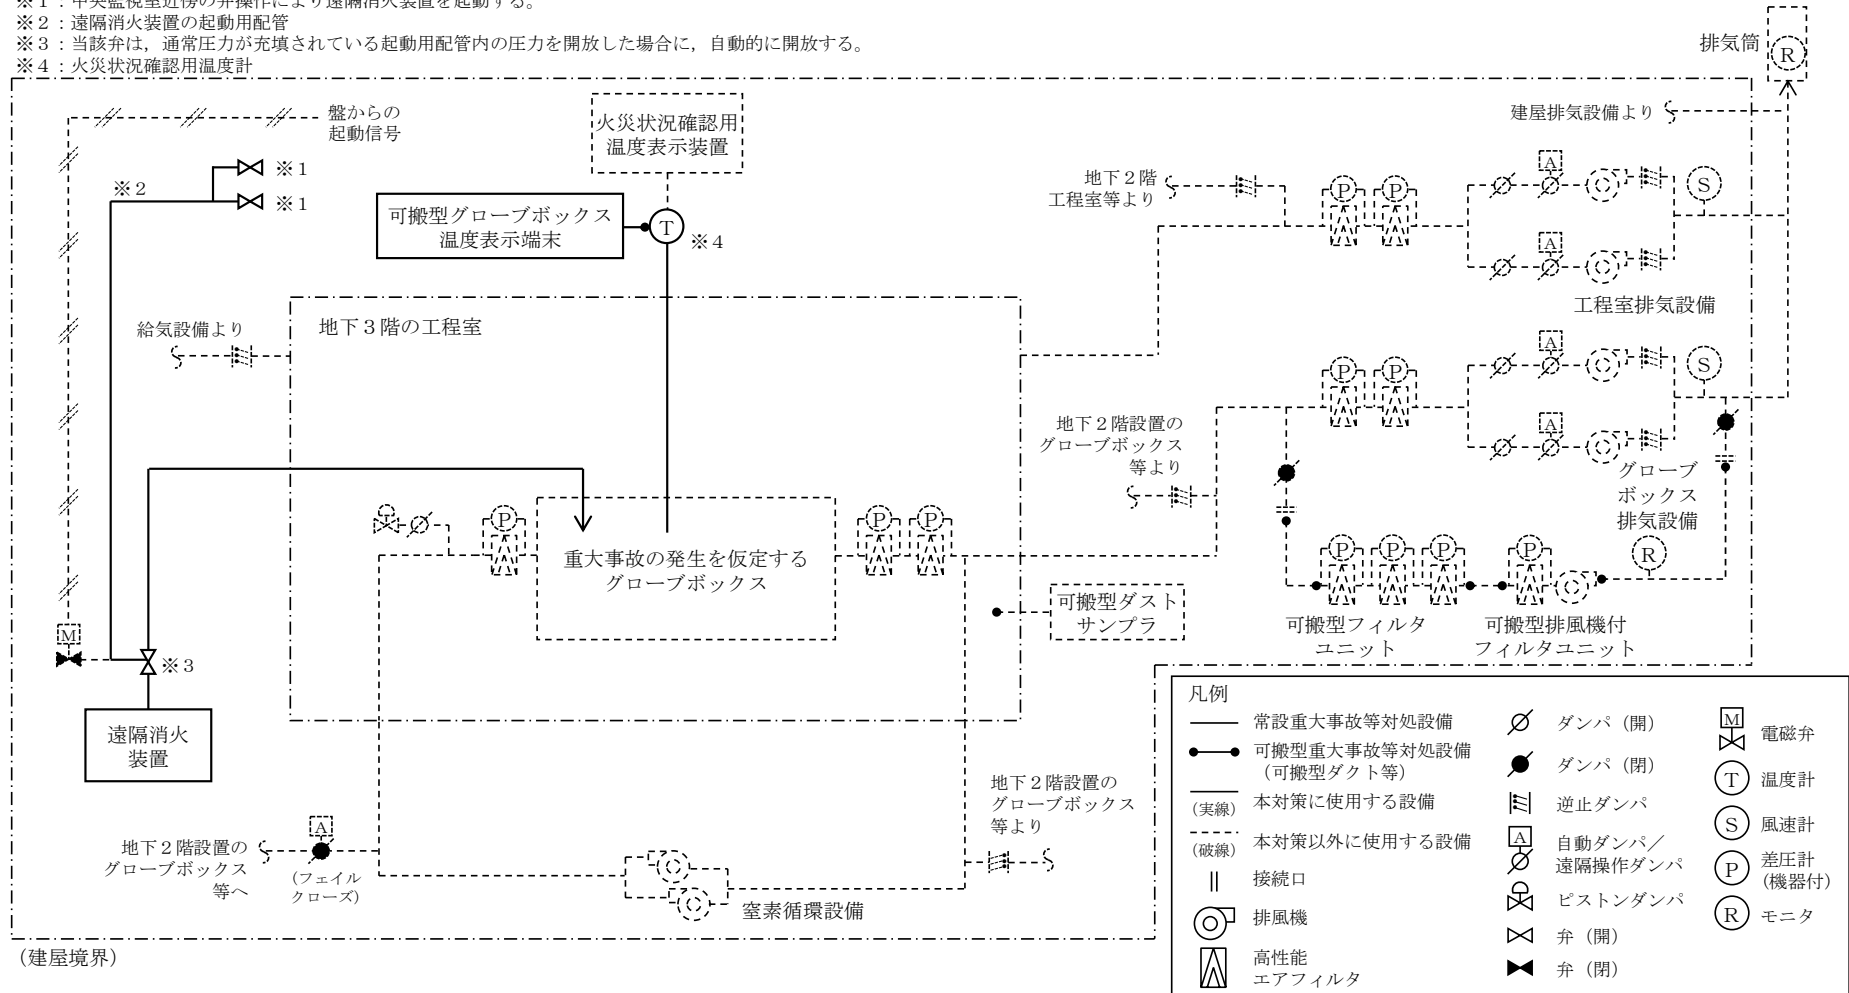 ※１：中央監視室近傍の弁操作により遠隔消火装置を起動する。
※２：遠隔消火装置の起動用配管
※３：当該弁は，通常圧力が充填されている起動用配管内の圧力を開放した場合に，自動的に開放する。
※４：火災状況確認用温度計
排気筒
R
盤からの
起動信号
火災状況確認用
温度表示装置
建屋排気設備より
※１
※１
※２
可搬型グローブボックス
温度表示端末
T
※４
地下２階
工程室等より
P
P
A
S
A
工程室排気設備
給気設備より
地下３階の工程室
P
P
A
S
A
地下２階設置の
グローブボックス
等より
グローブ
ボックス
排気設備
P
重大事故の発生を仮定する
グローブボックス
P
P
P
P
P
P
R
可搬型ダスト
サンプラ
可搬型フィルタ
ユニット
可搬型排風機付
フィルタユニット
M
※３
遠隔消火
装置
地下２階設置の
グローブボックス
等より
地下２階設置の
グローブボックス
等へ
A
(フェイル
クローズ)
窒素循環設備
(建屋境界)
凡例
常設重大事故等対処設備
可搬型重大事故等対処設備
（可搬型ダクト等）
(実線)
本対策に使用する設備
(破線)
本対策以外に使用する設備
接続口
排風機
高性能
エアフィルタ
ダンパ（開）
ダンパ（閉）
逆止ダンパ
A
自動ダンパ／
遠隔操作ダンパ
ピストンダンパ
弁（開）
弁（閉）
M
電磁弁
T
温度計
S
風速計
P
差圧計
(機器付)
R
モニタ